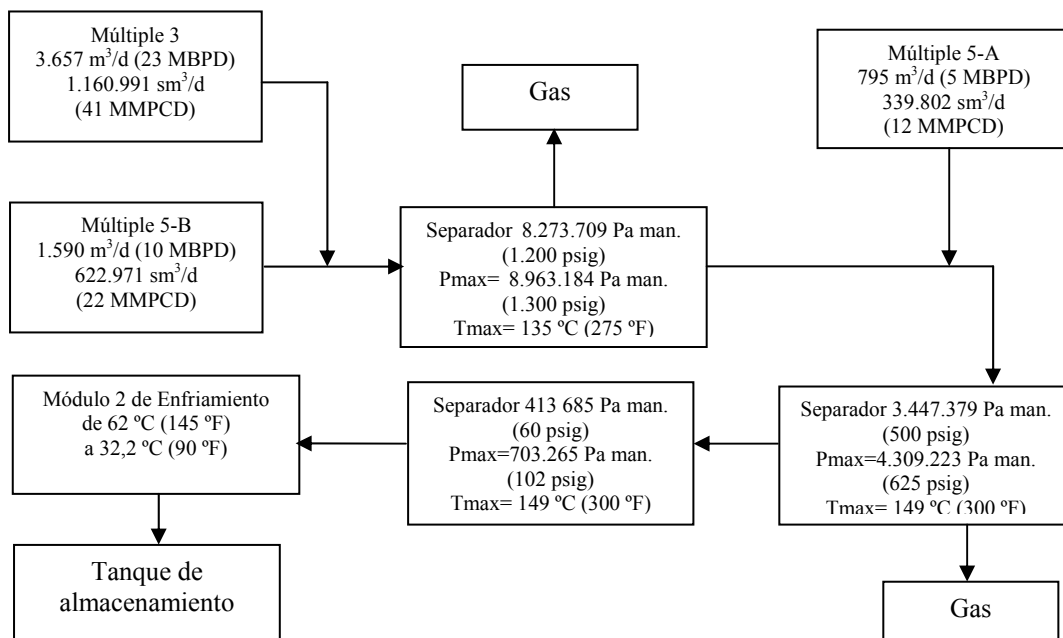 Múltiple 3
3.657 m³/d (23 MBPD)
1.160.991 sm³/d
(41 MMPCD)
Gas
Múltiple 5-A
795 m³/d (5 MBPD)
339.802 sm³/d
(12 MMPCD)
Múltiple 5-B
1.590 m³/d (10 MBPD)
622.971 sm³/d
(22 MMPCD)
Separador 8.273.709 Pa man.
(1.200 psig)
Pmax= 8.963.184 Pa man.
(1.300 psig)
Tmax= 135 ºC (275 ºF)
Módulo 2 de Enfriamiento
de 62 ºC (145 ºF)
a 32,2 ºC (90 ºF)
Separador 413 685 Pa man.
(60 psig)
Pmax=703.265 Pa man.
(102 psig)
Tmax= 149 ºC (300 ºF)
Separador 3.447.379 Pa man.
(500 psig)
Pmax=4.309.223 Pa man.
(625 psig)
Tmax= 149 ºC (300 ºF)
Tanque de
almacenamiento
Gas